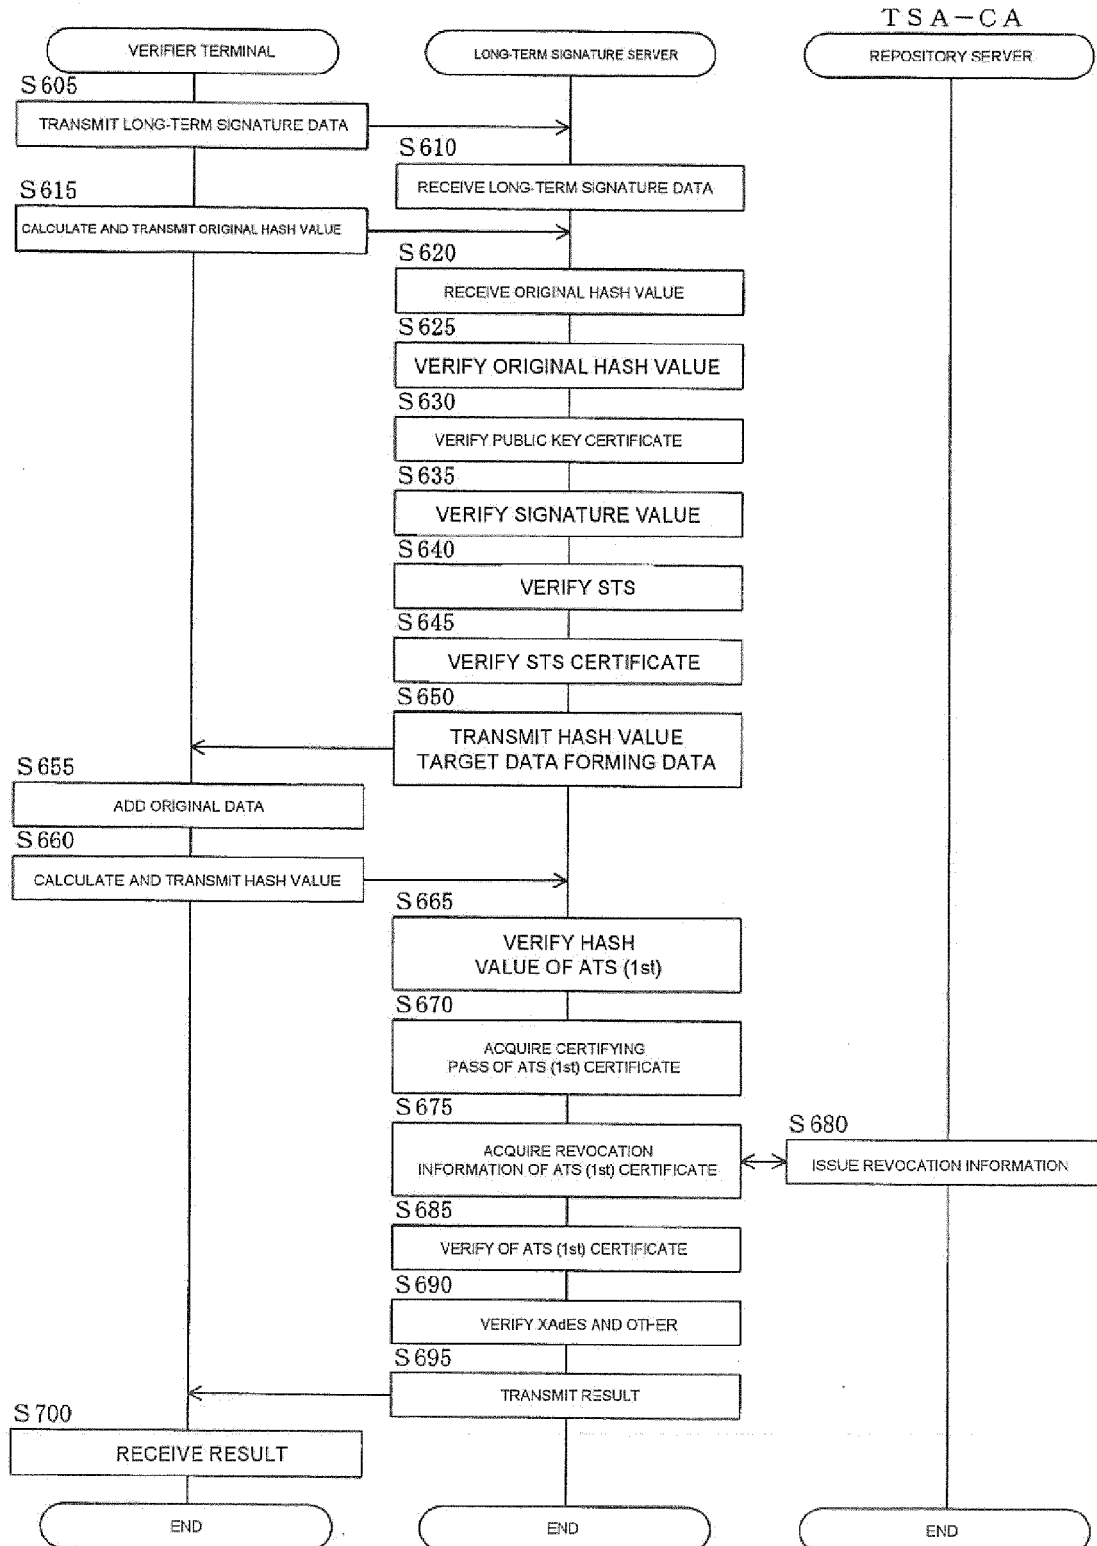 TSA-CA
VERIFIER TERMINAL
LONG-TERM SIGNATURE SERVER
REPOSITORY SERVER
S605
TRANSMIT LONG-TERM SIGNATURE DATA
S610
RECEIVE LONG-TERM SIGNATURE DATA
S615
CALCULATE AND TRANSMIT ORIGINAL HASH VALUE
S620
RECEIVE ORIGINAL HASH VALUE
S625
VERIFY ORIGINAL HASH VALUE
S630
VERIFY PUBLIC KEY CERTIFICATE
S635
VERIFY SIGNATURE VALUE
S640
VERIFY STS
S645
VERIFY STS CERTIFICATE
S650
TRANSMIT HASH VALUE
TARGET DATA FORMING DATA
S655
ADD ORIGINAL DATA
S660
CALCULATE AND TRANSMIT HASH VALUE
S665
VERIFY HASH
VALUE OF ATS (1st)
S670
ACQUIRE CERTIFYING
PASS OF ATS (1st) CERTIFICATE
S675
ACQUIRE REVOCATION
INFORMATION OF ATS (1st) CERTIFICATE
S680
ISSUE REVOCATION INFORMATION
S685
VERIFY OF ATS (1st) CERTIFICATE
S690
VERIFY XAdES AND OTHER
S695
TRANSMIT RESULT
S700
RECEIVE RESULT
END
END
END